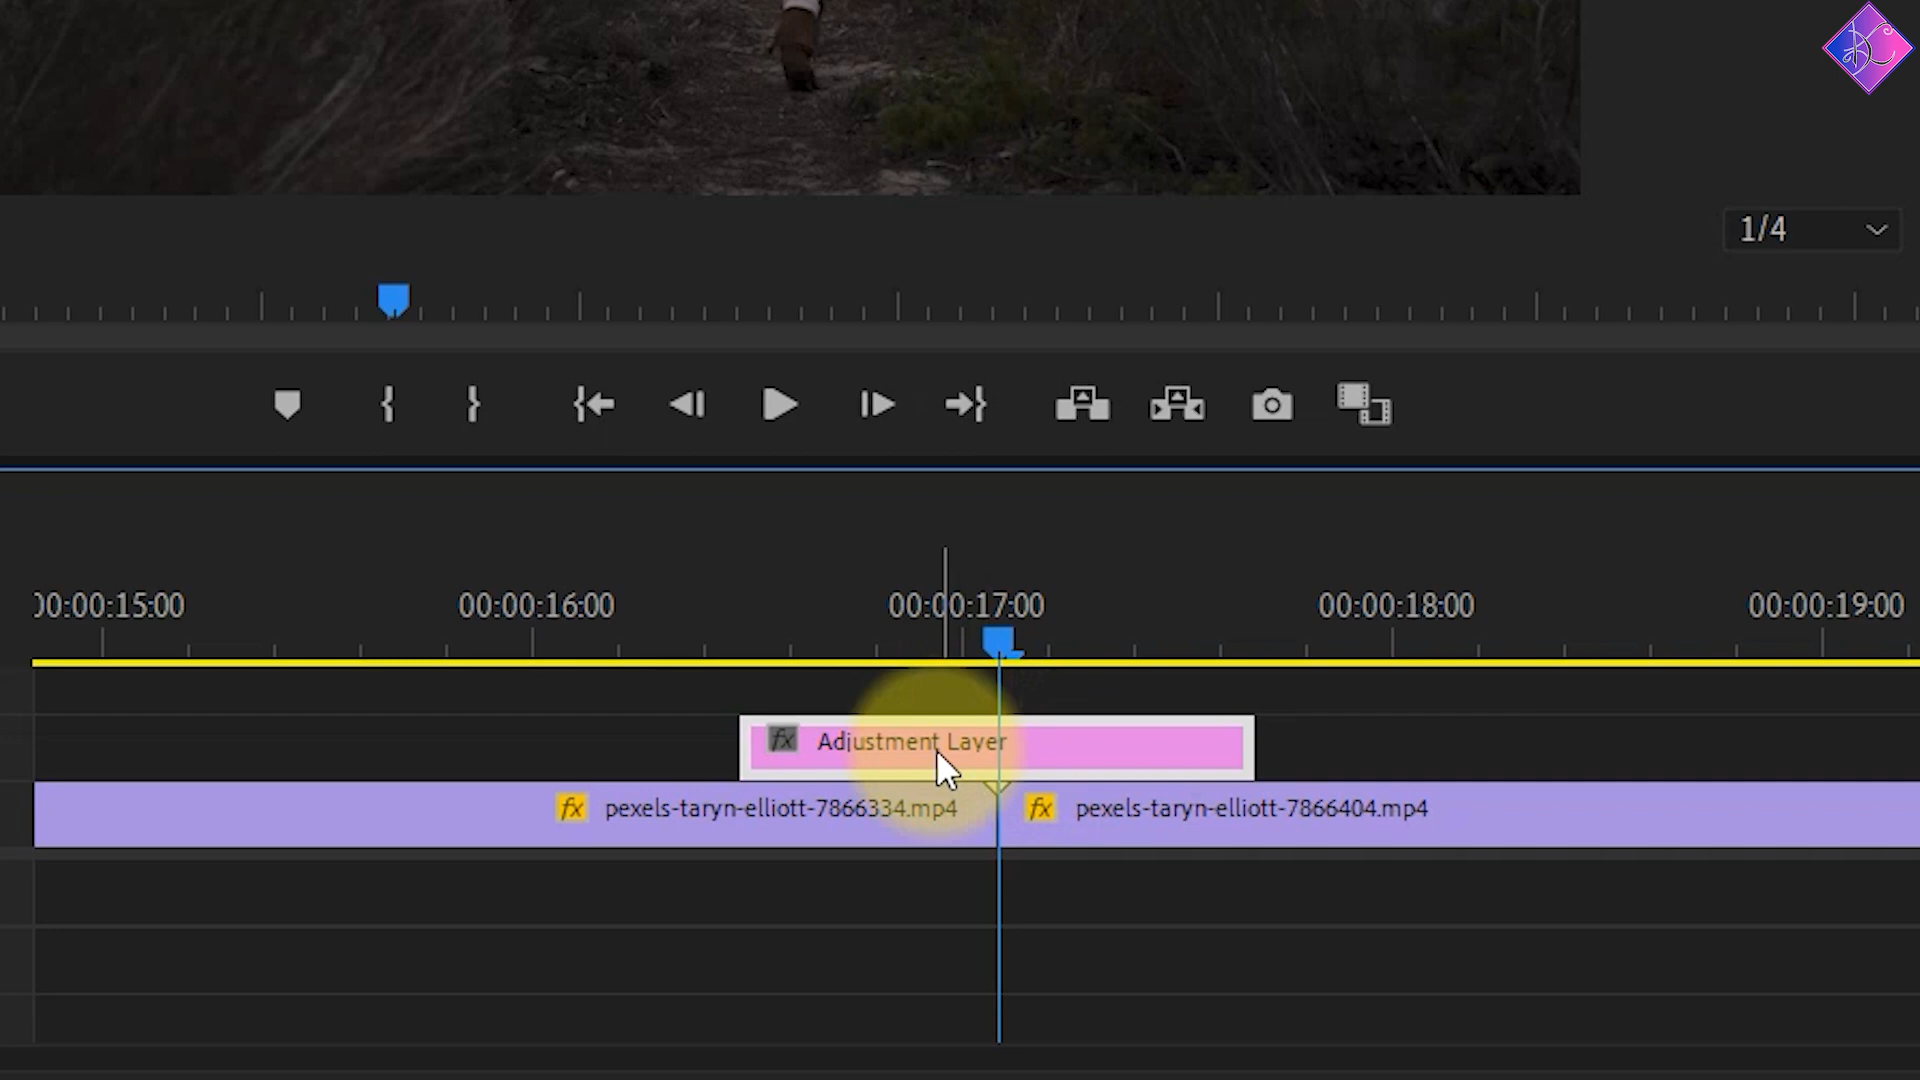 1/4
00:00:15:00 00:00:16:00 00:00:17:00 00:00:18:00 00:00:19:00
fx Adjustment Layer
fx pexels-taryn-elliott-7866334.mp4 fx pexels-taryn-elliott-7866404.mp4